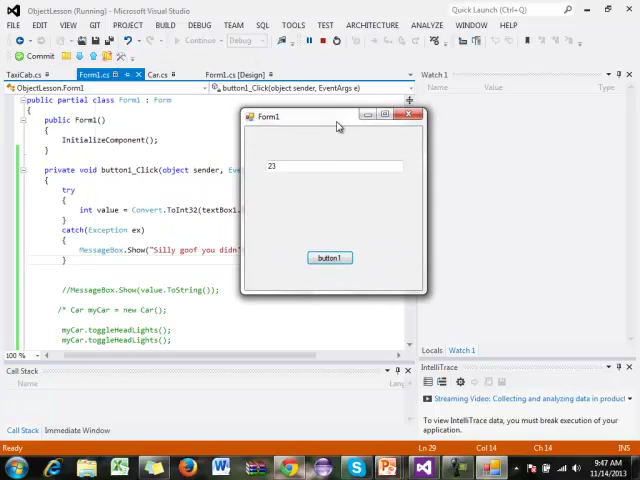 ObjectLesson (Running) - Microsoft Visual Studio
Quick Launch (Ctrl+Q)
FILE EDIT VIEW GIT PROJECT BUILD DEBUG TEAM SQL TOOLS TEST ARCHITECTURE ANALYZE WINDOW HELP
Continue Debug
Commit
TaxiCab.cs Form1.cs Car.cs Form1.cs [Design]
Watch 1
ObjectLesson.Form1 button1_Click(object sender, EventArgs e)
Name Value Type
public partial class Form1 : Form
{
public Form1()
{
InitializeComponent();
}
private void button1_Click(object sender,
{
try
{
int value = Convert.ToInt32(textBox1.
}
catch(Exception ex)
{
MessageBox.Show("Silly goof you didn'
}
//MessageBox.Show(value.ToString());
/* Car myCar = new Car();
myCar.toggleHeadLights();
myCar.toggleHeadLights();
Form1
23
button1
100 %
Locals Watch 1
Call Stack
Name
IntelliTrace
Streaming Video: Collecting and analyzing data in product
To view IntelliTrace data, you must break execution of your
application.
Call Stack Immediate Window
Ready Ln 29 Col 14 Ch 14
9:47 AM
11/14/2013